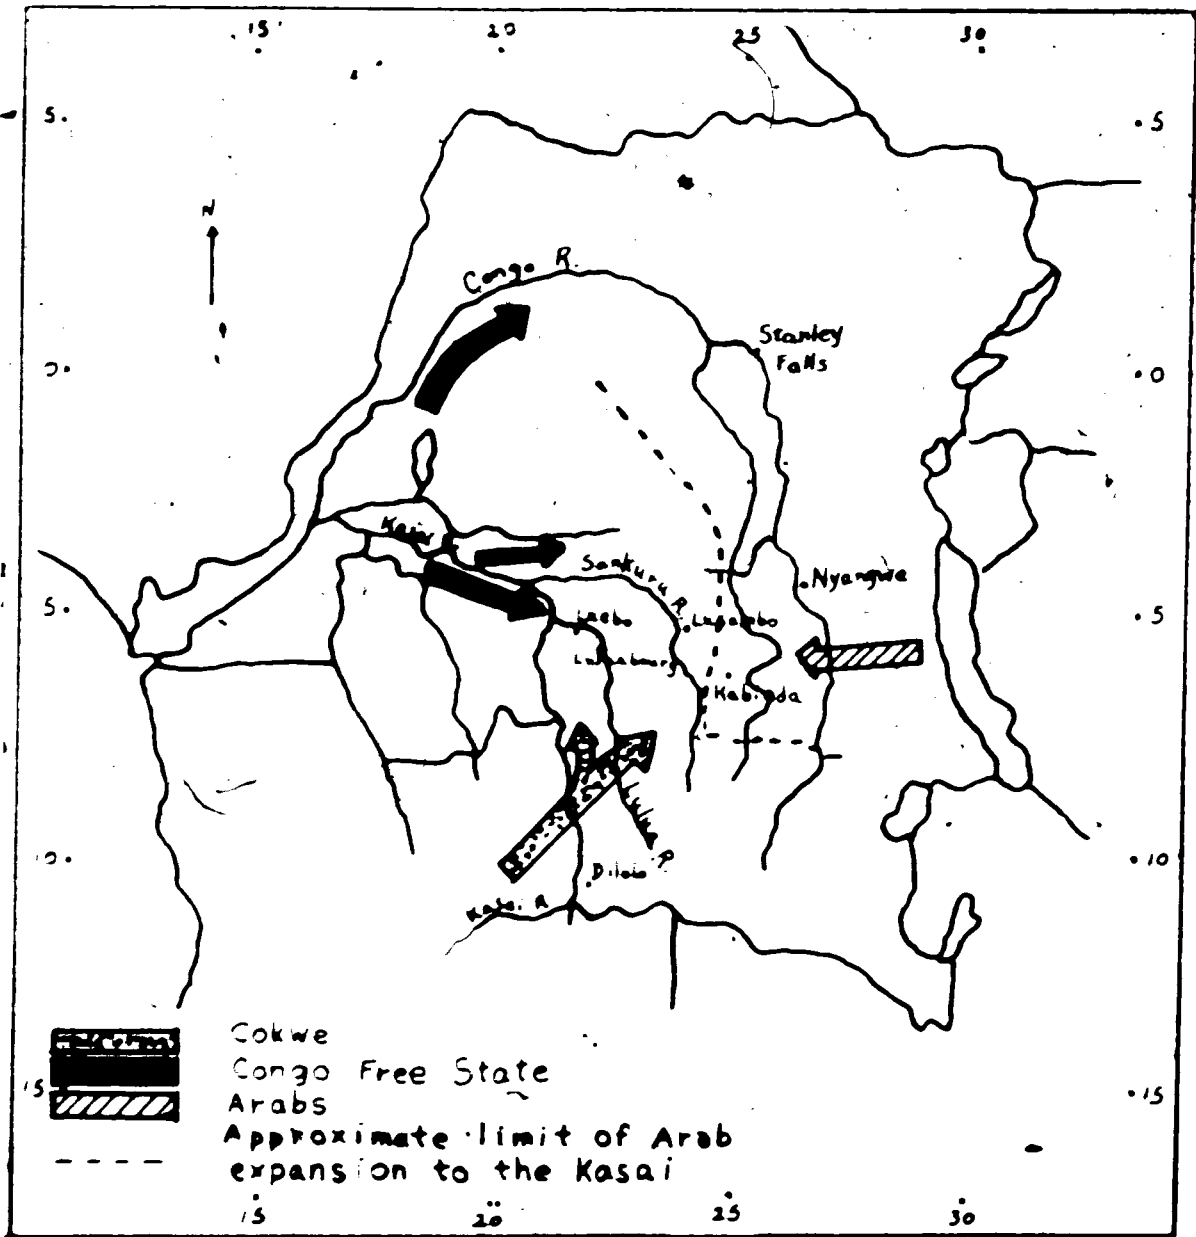 15 20 25 30
5. .5
N
Congo R.
Stanley
Falls
0. .0
Kasai
Sankuru R.
Nyangwe
5. .5
Luebo
Lusambo
Kabinda
Lulua R.
10. .10
Dilolo
Kasai R
Cokwe
Congo Free State
15 .15
Arabs
Approximate limit of Arab
expansion to the Kasai
15 20 25 30